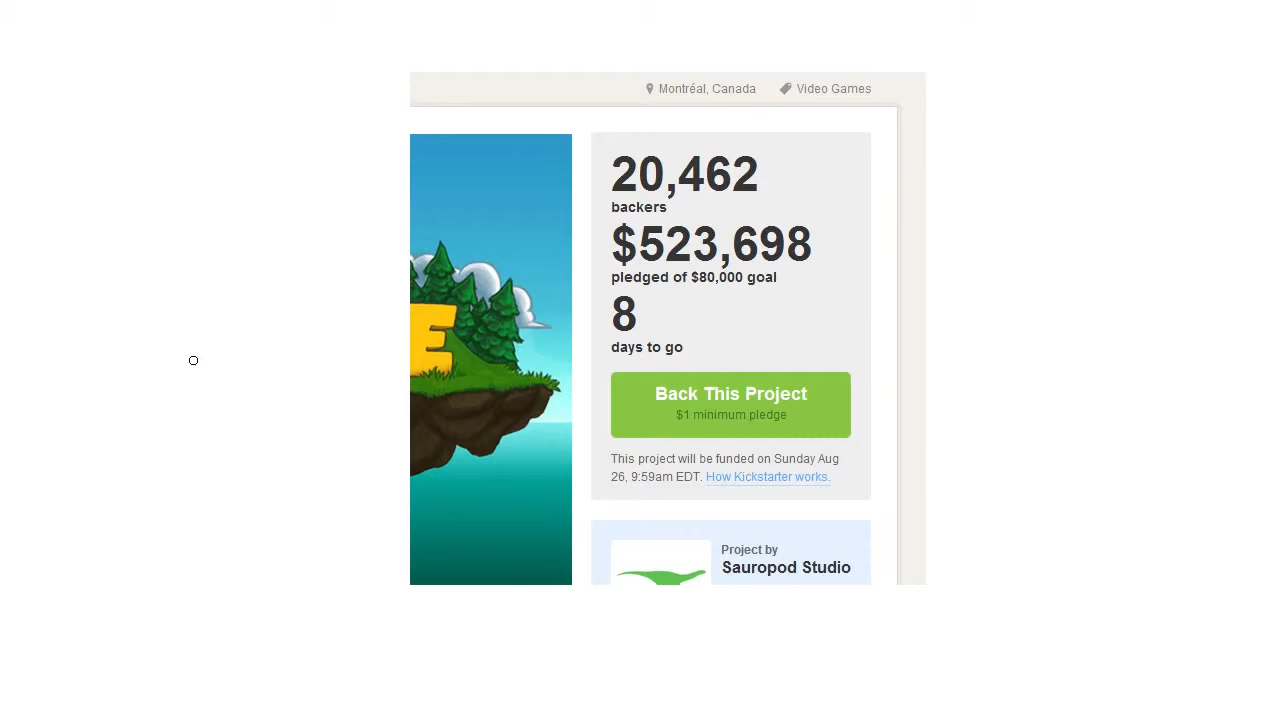 Montréal, Canada
Video Games
20,462
backers
$523,698
pledged of $80,000 goal
8
days to go
E
Back This Project
$1 minimum pledge
This project will be funded on Sunday Aug
26, 9:59am EDT. How Kickstarter works.
Project by
Sauropod Studio